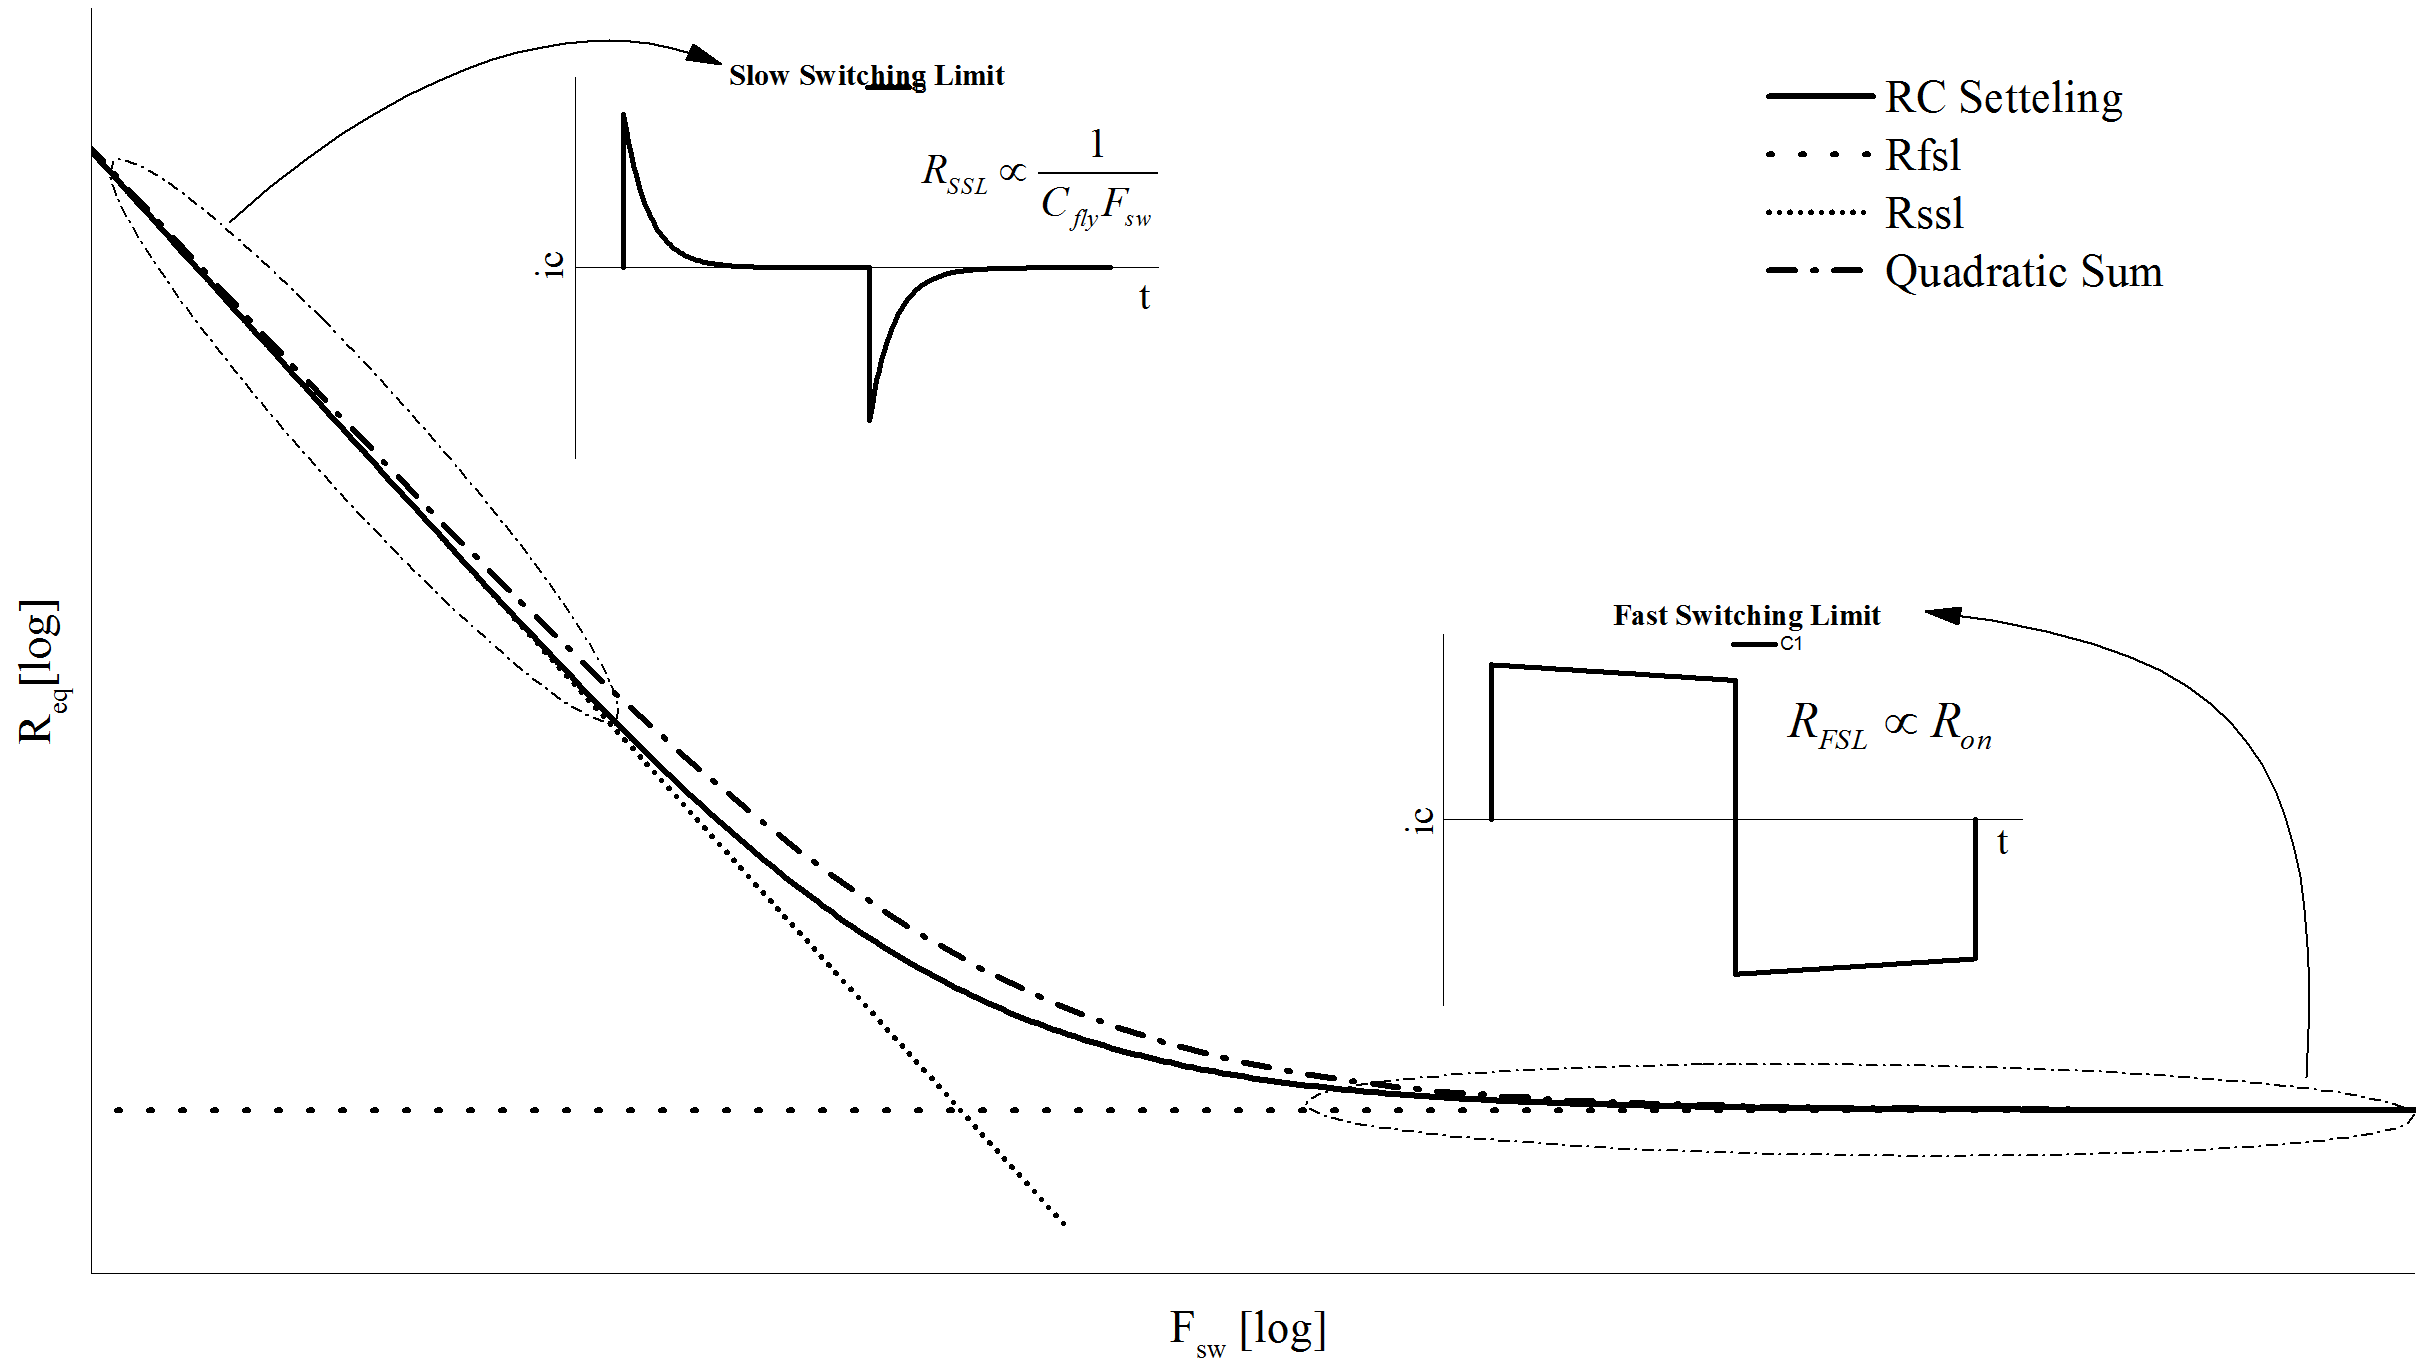 Slow Switching Limit
R_SSL ∝ 1 / (C_fly F_sw)
ic
t
RC Setteling
Rfsl
Rssl
Quadratic Sum
R_eq [log]
Fast Switching Limit
C1
R_FSL ∝ R_on
ic
t
F_sw [log]